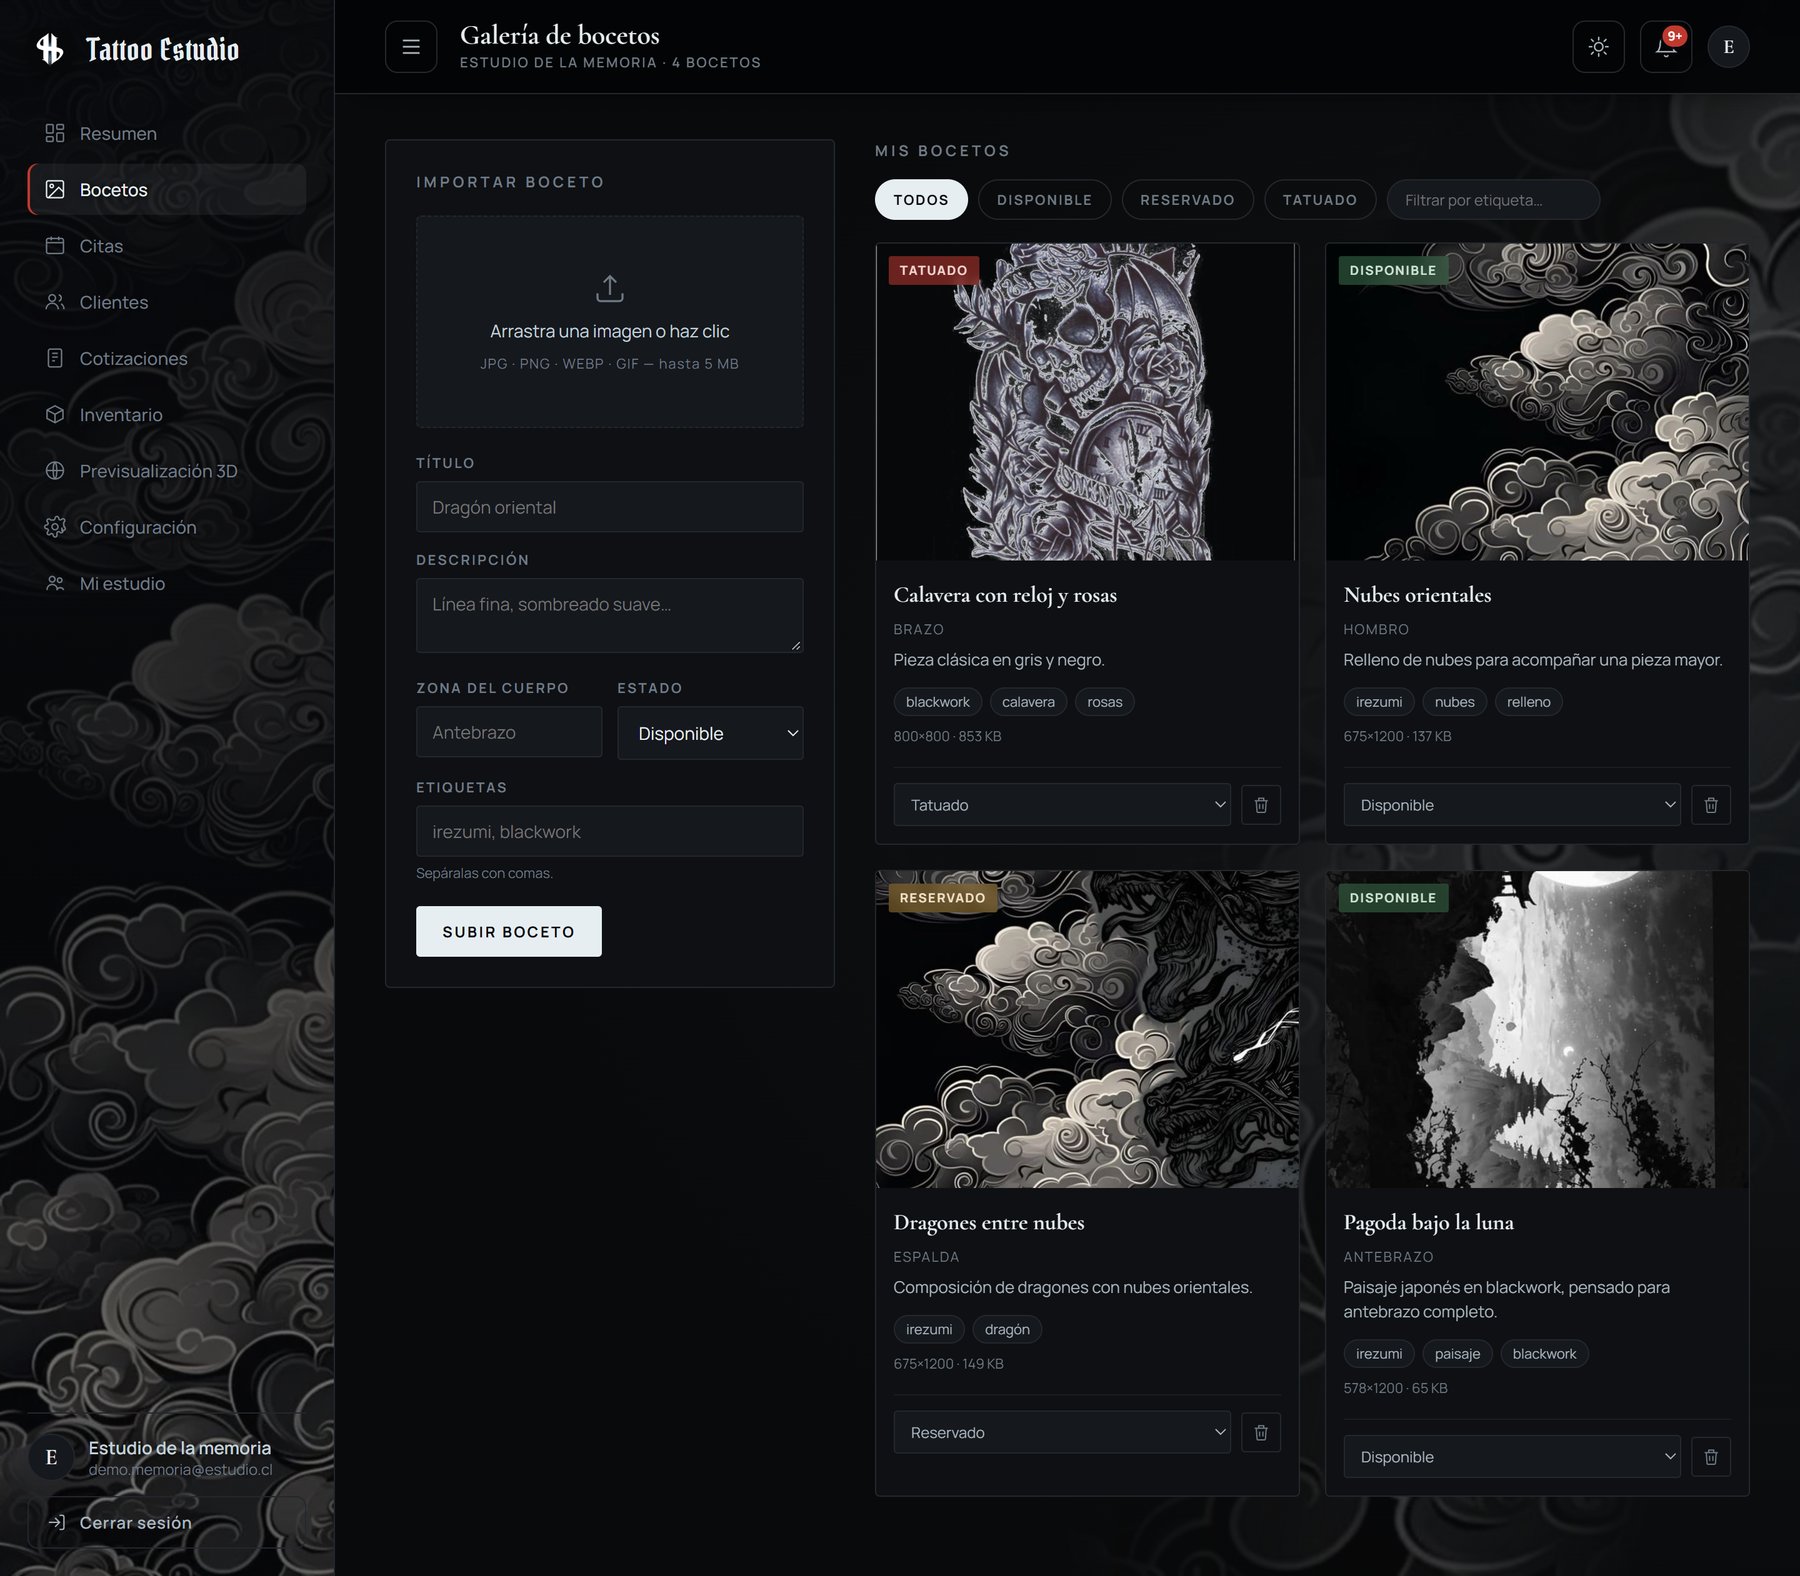 Tattoo Estudio
Resumen
Bocetos
Citas
Clientes
Cotizaciones
Inventario
Previsualización 3D
Configuración
Mi estudio
E
Estudio de la memoria
demo.memoria@estudio.cl
Cerrar sesión
Galería de bocetos
ESTUDIO DE LA MEMORIA · 4 BOCETOS
9+
E
IMPORTAR BOCETO
Arrastra una imagen o haz clic
JPG · PNG · WEBP · GIF — hasta 5 MB
TÍTULO
Dragón oriental
DESCRIPCIÓN
Línea fina, sombreado suave...
ZONA DEL CUERPO
Antebrazo
ESTADO
Disponible
ETIQUETAS
irezumi, blackwork
Sepáralas con comas.
SUBIR BOCETO
MIS BOCETOS
TODOS
DISPONIBLE
RESERVADO
TATUADO
Filtrar por etiqueta...
TATUADO
Calavera con reloj y rosas
BRAZO
Pieza clásica en gris y negro.
blackwork
calavera
rosas
800×800 · 853 KB
Tatuado
DISPONIBLE
Nubes orientales
HOMBRO
Relleno de nubes para acompañar una pieza mayor.
irezumi
nubes
relleno
675×1200 · 137 KB
Disponible
RESERVADO
Dragones entre nubes
ESPALDA
Composición de dragones con nubes orientales.
irezumi
dragón
675×1200 · 149 KB
Reservado
DISPONIBLE
Pagoda bajo la luna
ANTEBRAZO
Paisaje japonés en blackwork, pensado para
antebrazo completo.
irezumi
paisaje
blackwork
578×1200 · 65 KB
Disponible